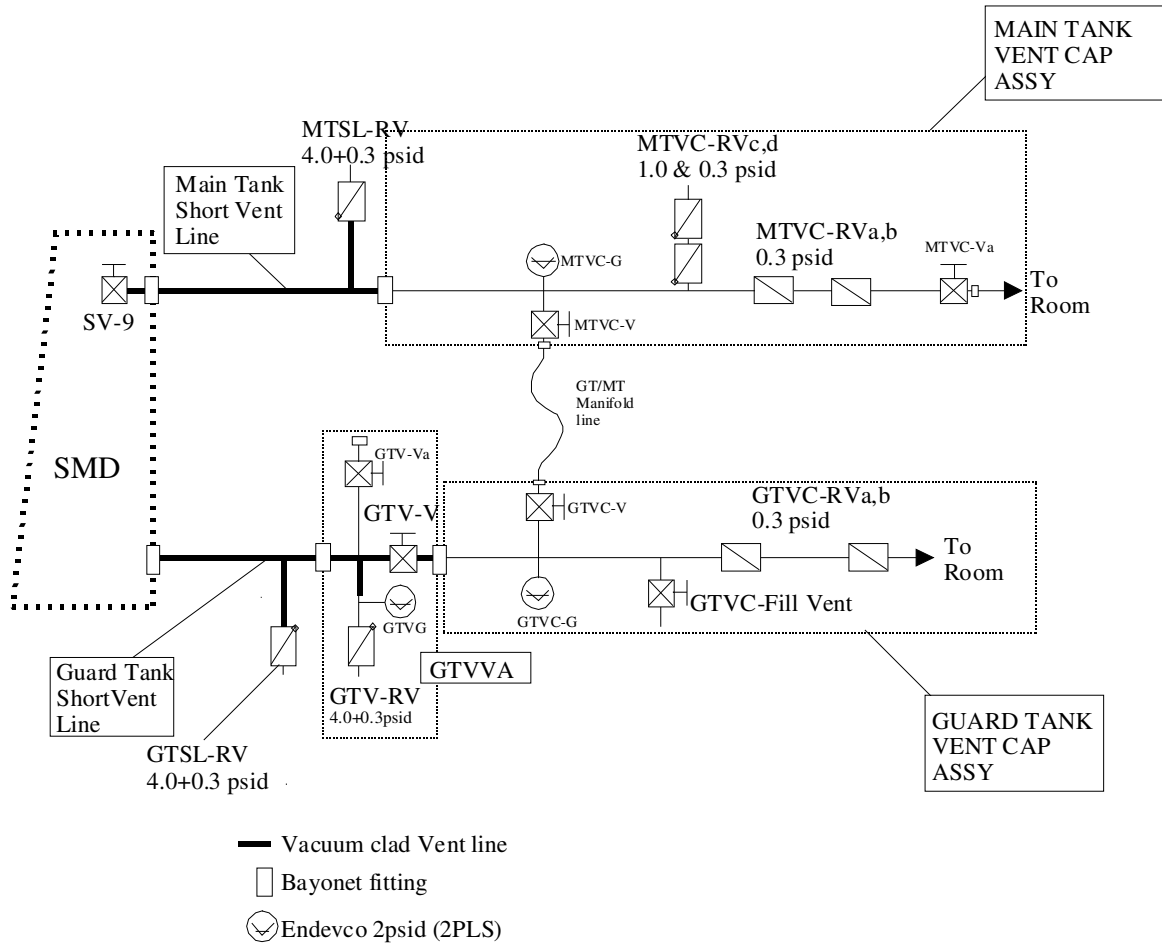 MAIN TANK
VENT CAP
ASSY
MTSL-RV
4.0+0.3 psid
MTVC-RVc,d
1.0 & 0.3 psid
Main Tank
Short Vent
Line
MTVC-RVa,b
0.3 psid
MTVC-Va
MTVC-G
To
Room
SV-9
MTVC-V
GT/MT
Manifold
line
SMD
GTV-Va
GTV-V
GTVC-RVa,b
0.3 psid
GTVC-V
To
Room
GTVG
GTVC-G
GTVC-Fill Vent
Guard Tank
ShortVent
Line
GTVVA
GTV-RV
4.0+0.3psid
GTSL-RV
4.0+0.3 psid
GUARD TANK
VENT CAP
ASSY
Vacuum clad Vent line
Bayonet fitting
Endevco 2psid (2PLS)